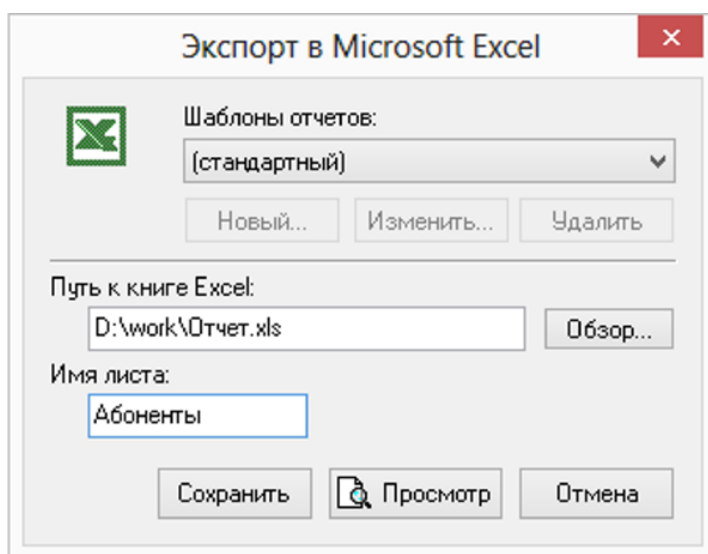 Экспорт в Microsoft Excel
Шаблоны отчетов:
(стандартный)
Новый... Изменить... Удалить
Путь к книге Excel:
D:\work\Отчет.xls Обзор...
Имя листа:
Абоненты
Сохранить Просмотр Отмена